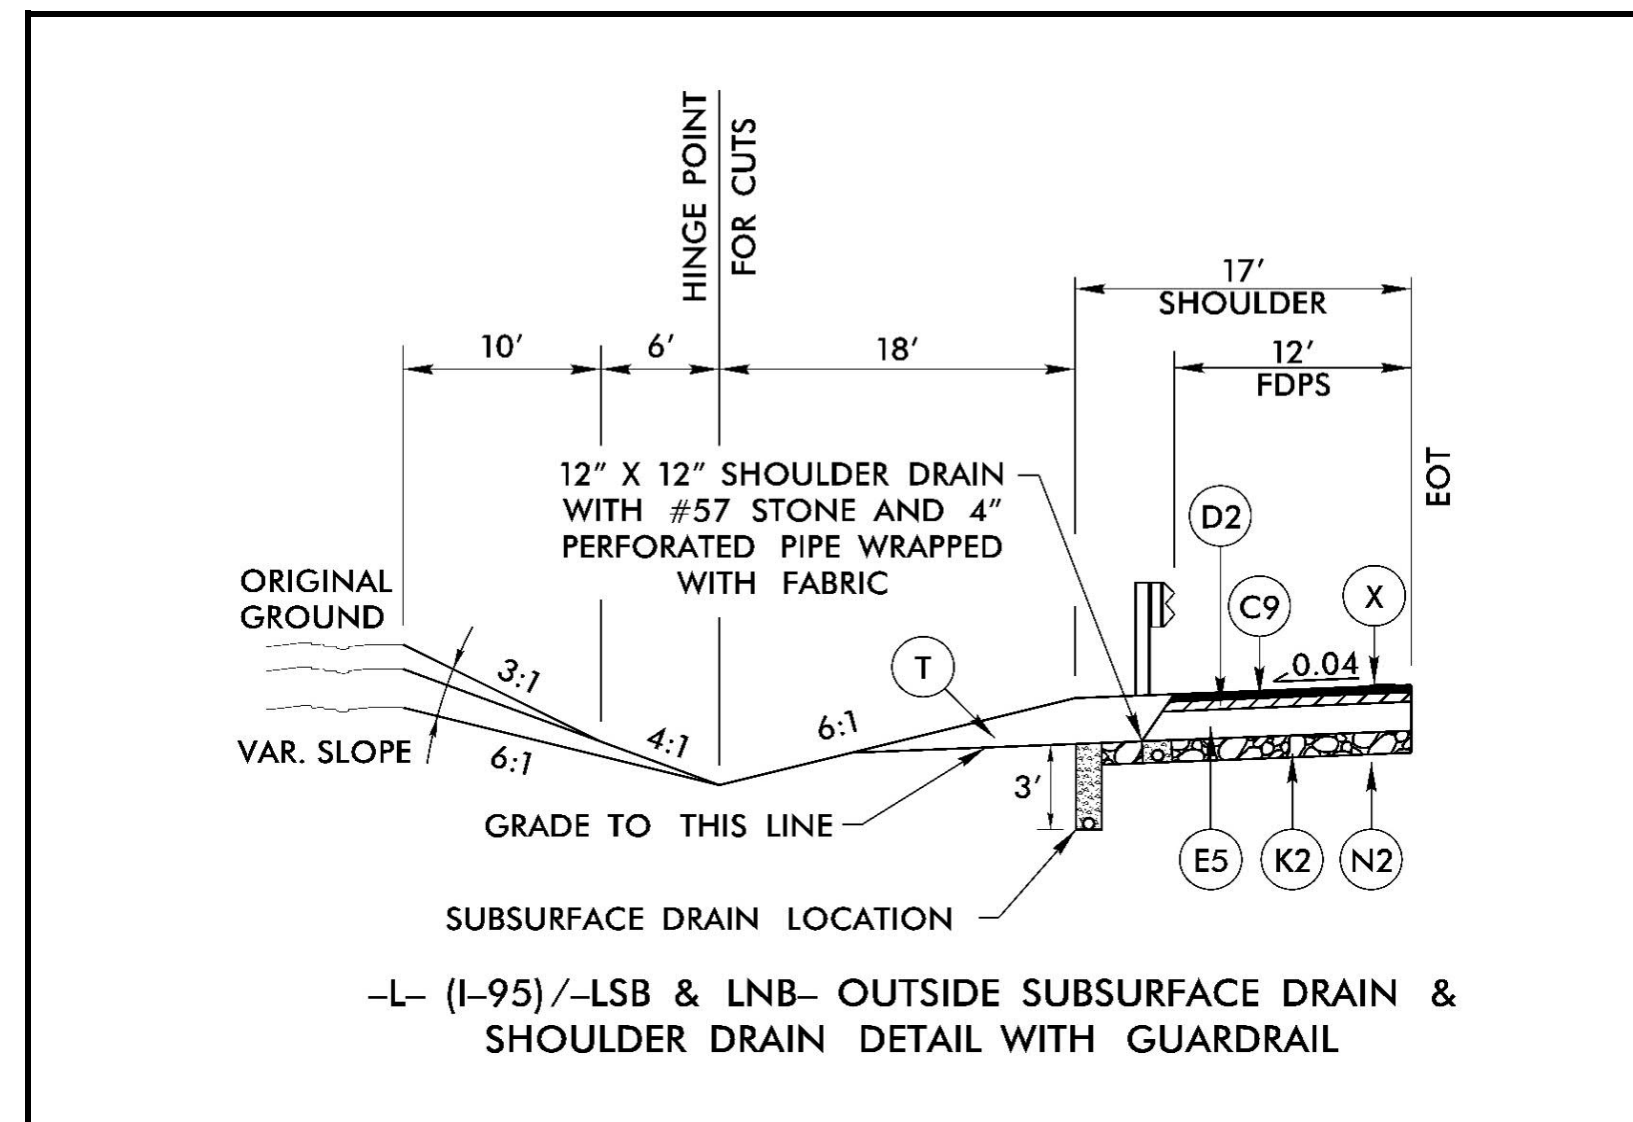 HINGE POINT
FOR CUTS
17′
SHOULDER
10′
6′
18′
12′
FDPS
EOT
12″ X 12″ SHOULDER DRAIN
WITH #57 STONE AND 4″
PERFORATED PIPE WRAPPED
WITH FABRIC
D2
C9
X
ORIGINAL
GROUND
3:1
T
0.04
VAR. SLOPE
6:1
4:1
6:1
3′
GRADE TO THIS LINE
E5
K2
N2
SUBSURFACE DRAIN LOCATION
–L– (I–95)/–LSB & LNB– OUTSIDE SUBSURFACE DRAIN &
SHOULDER DRAIN DETAIL WITH GUARDRAIL